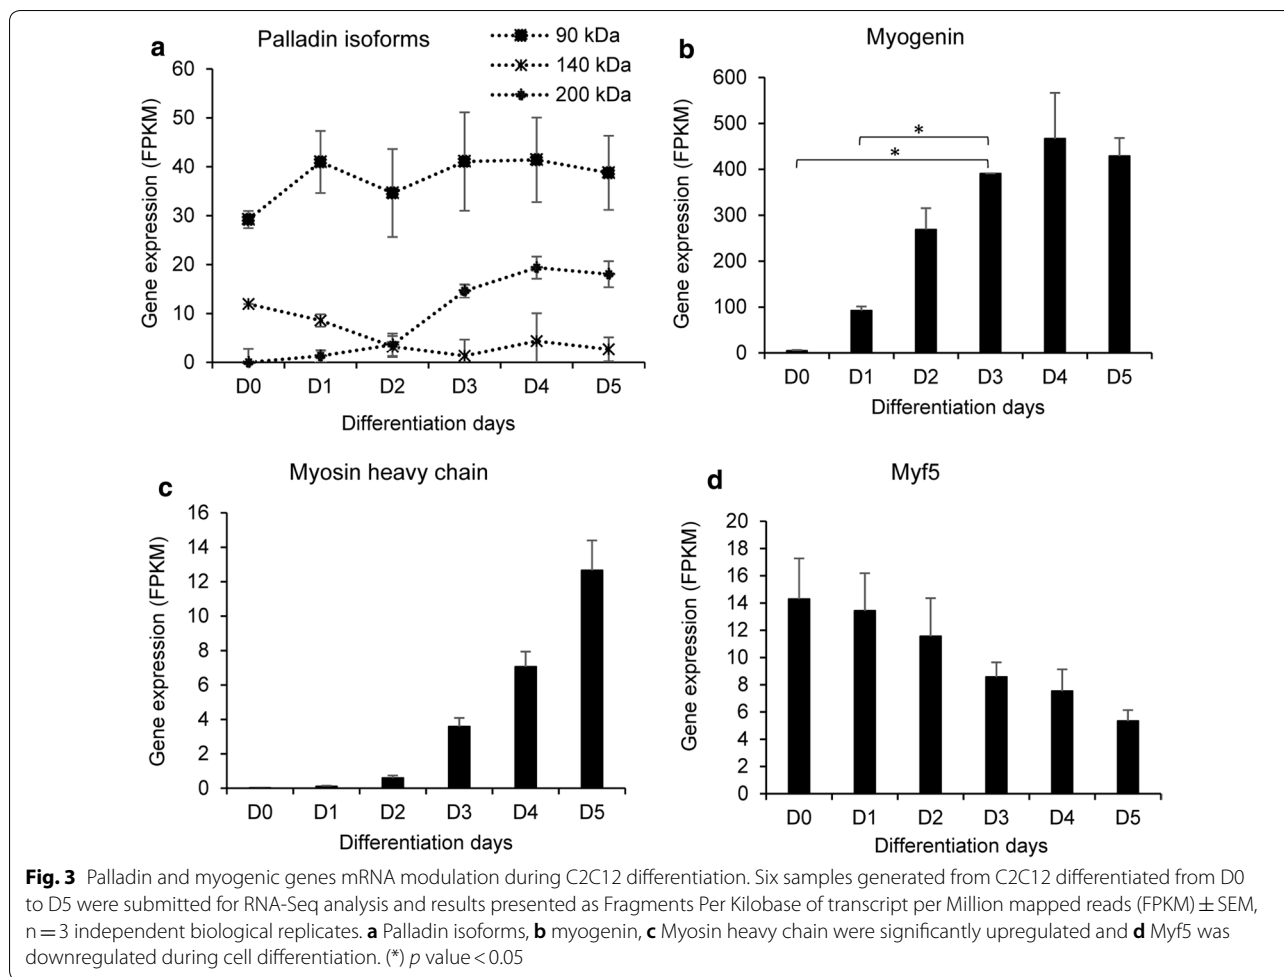 a
Palladin isoforms
90 kDa
140 kDa
200 kDa
Gene expression (FPKM)
60
50
40
30
20
10
0
D0 D1 D2 D3 D4 D5
Differentiation days
b
Myogenin
Gene expression (FPKM)
600
500
400
300
200
100
0
*
*
D0 D1 D2 D3 D4 D5
Differentiation days
c
Myosin heavy chain
Gene expression (FPKM)
16
14
12
10
8
6
4
2
0
D0 D1 D2 D3 D4 D5
Differentiation days
d
Myf5
Gene expression (FPKM)
20
18
16
14
12
10
8
6
4
2
0
D0 D1 D2 D3 D4 D5
Differentiation days
Fig. 3 Palladin and myogenic genes mRNA modulation during C2C12 differentiation. Six samples generated from C2C12 differentiated from D0
to D5 were submitted for RNA-Seq analysis and results presented as Fragments Per Kilobase of transcript per Million mapped reads (FPKM) ± SEM,
n = 3 independent biological replicates. a Palladin isoforms, b myogenin, c Myosin heavy chain were significantly upregulated and d Myf5 was
downregulated during cell differentiation. (*) p value < 0.05